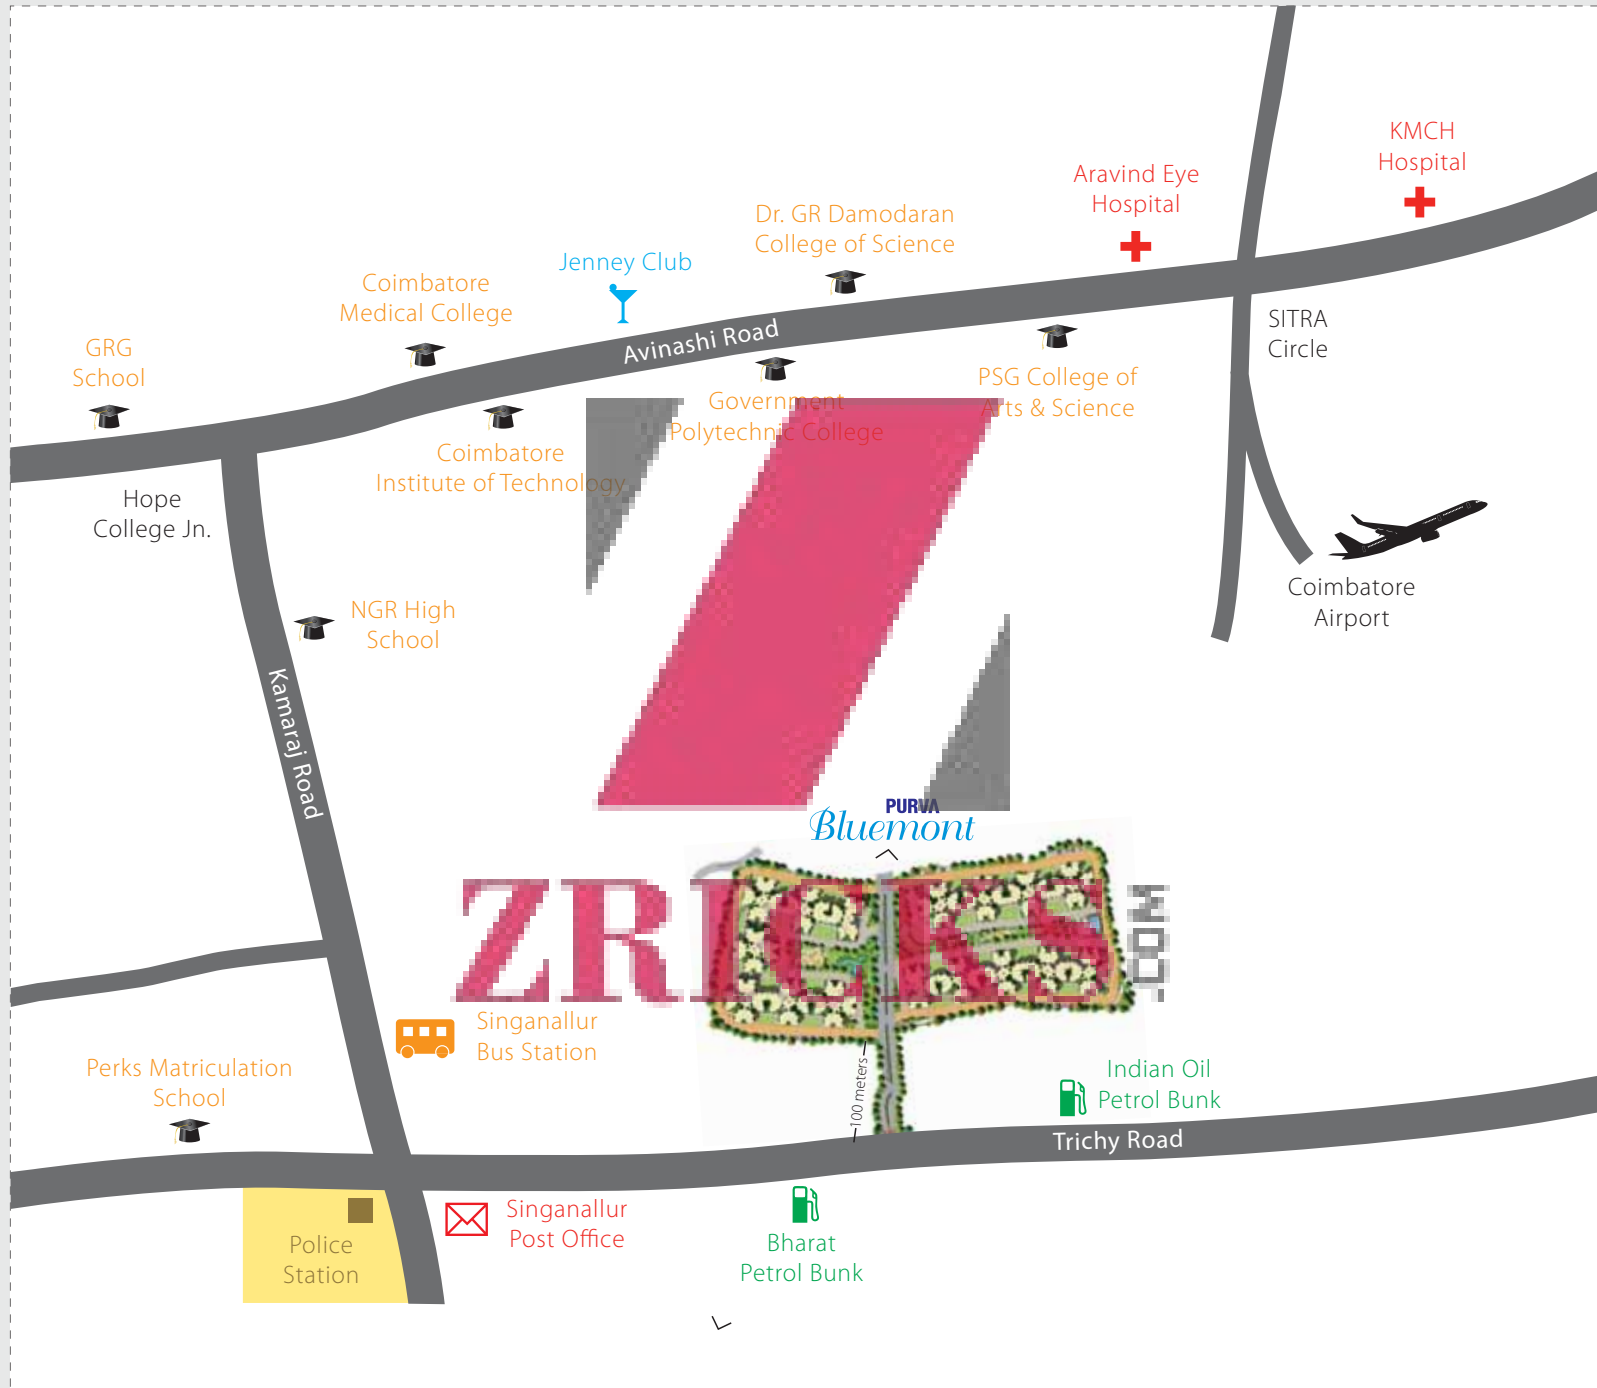 KMCH
Hospital
Aravind Eye
Hospital
Dr. GR Damodaran
College of Science
Jenney Club
Coimbatore
Medical College
SITRA
Circle
Avinashi Road
GRG
School
PSG College of
Arts & Science
Government
Polytechnic College
Coimbatore
Institute of Technology
Hope
College Jn.
Coimbatore
Airport
NGR High
School
Kamaraj Road
PURVA
Bluemont
ZRICKS
.COM
Singanallur
Bus Station
Perks Matriculation
School
100 meters
Indian Oil
Petrol Bunk
Trichy Road
Singanallur
Post Office
Police
Station
Bharat
Petrol Bunk